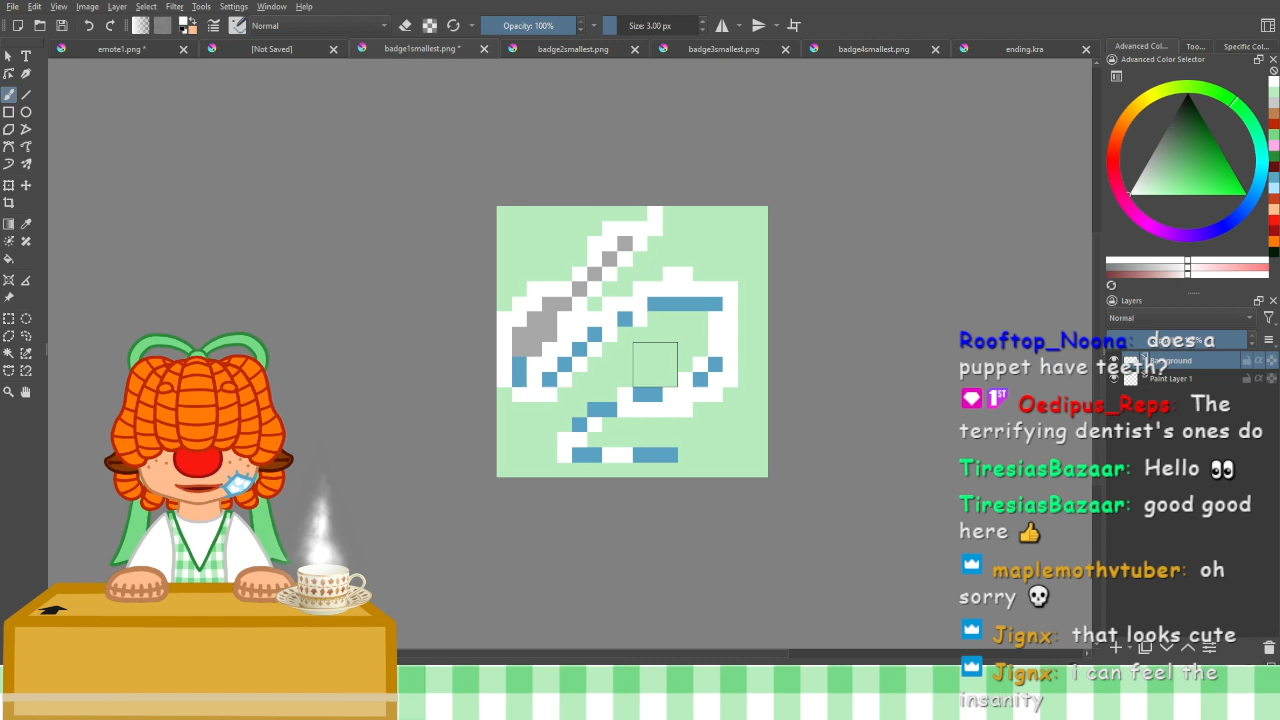 File Edit View Image Layer Select Filter Tools Settings Window Help
Normal Opacity: 100% Size: 3.00 px
emote1.png * [Not Saved] badge1smallest.png * badge2smallest.png badge3smallest.png badge4smallest.png ending.kra
Advanced Col... Too... Specific Col...
Advanced Color Selector
Layers
Normal
Background
Paint Layer 1
Rooftop_Noona: does a
puppet have teeth?
1ST Oedipus_Reps: The
terrifying dentist's ones do
TiresiasBazaar: Hello 👀
TiresiasBazaar: good good
here 👍
maplemothvtuber: oh
sorry 💀
Jignx: that looks cute
Jignx: i can feel the
insanity